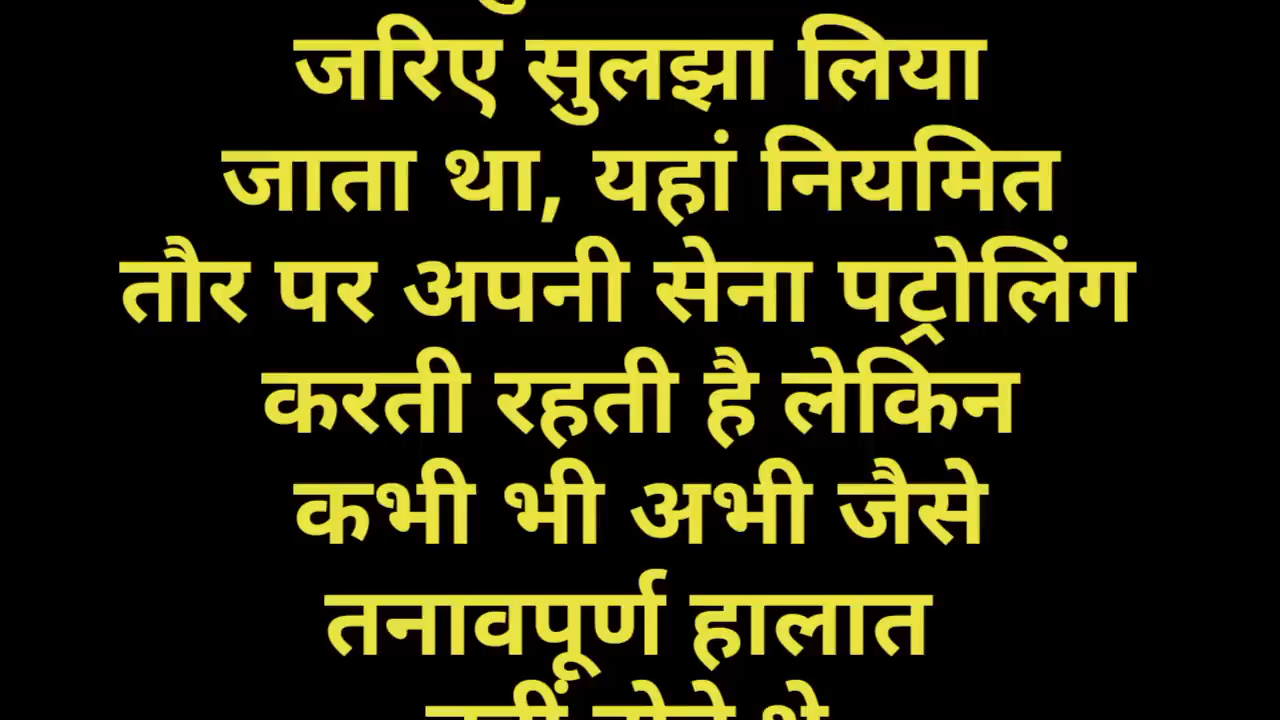 जरिए सुलझा लिया
जाता था, यहां नियमित
तौर पर अपनी सेना पट्रोलिंग
करती रहती है लेकिन
कभी भी अभी जैसे
तनावपूर्ण हालात